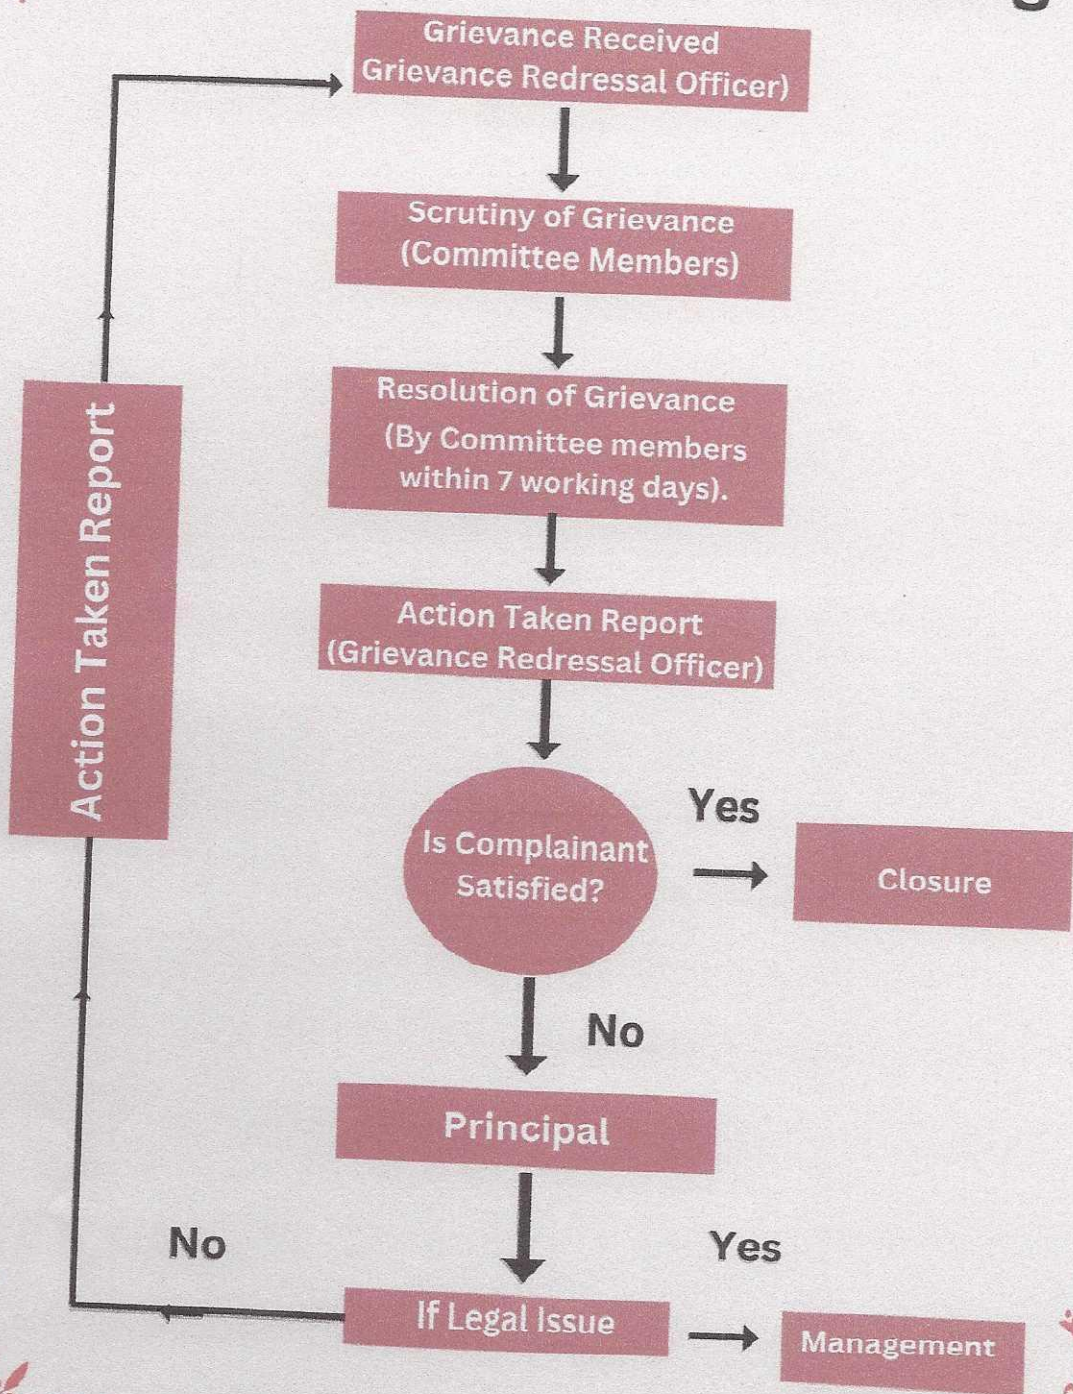 Grievance Received
Grievance Redressal Officer)
Scrutiny of Grievance
(Committee Members)
Resolution of Grievance
(By Committee members
within 7 working days).
Action Taken Report
Action Taken Report
(Grievance Redressal Officer)
Is Complainant
Satisfied?
Yes
Closure
No
Principal
No
Yes
If Legal Issue
Management